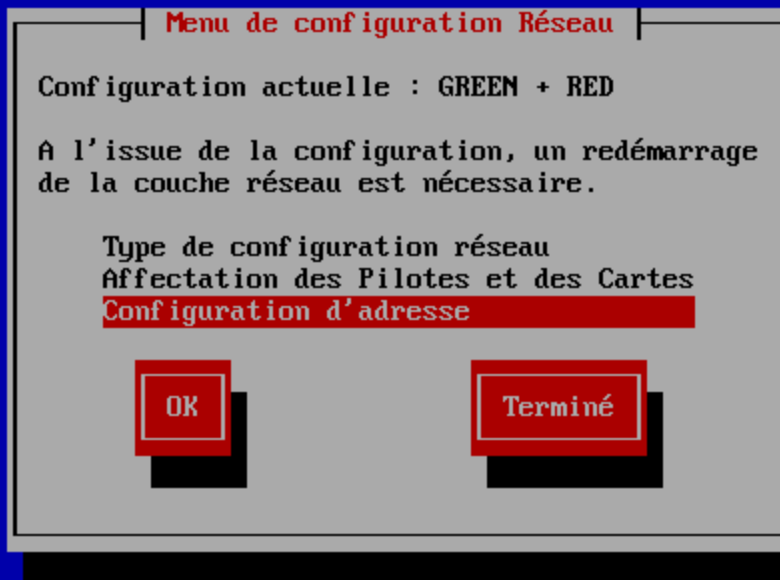 Menu de configuration Réseau
Configuration actuelle : GREEN + RED
A l'issue de la configuration, un redémarrage
de la couche réseau est nécessaire.
Type de configuration réseau
Affectation des Pilotes et des Cartes
Configuration d'adresse
OK
Terminé